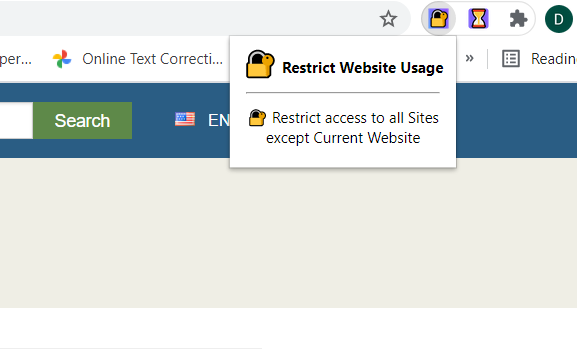 D
per...
Online Text Correcti...
»
Readin
Restrict Website Usage
Restrict access to all Sites
except Current Website
Search
EN